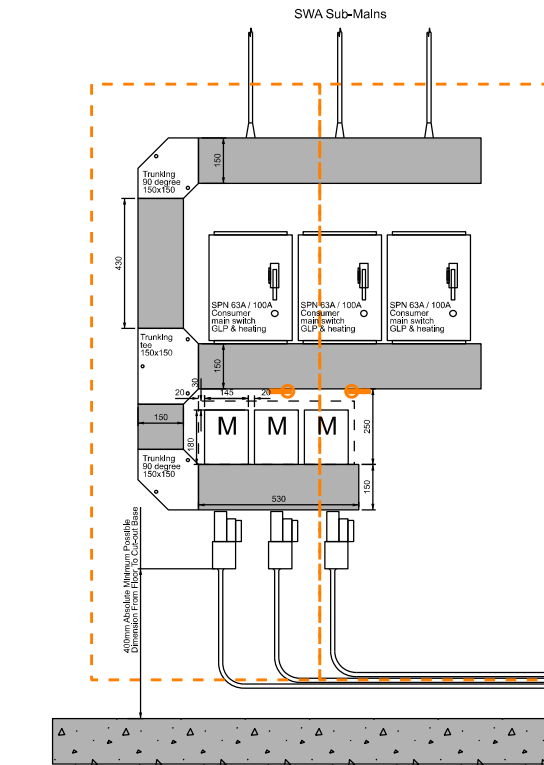 SWA Sub-Mains
150
Trunking
90 degree
150x150
430
SPN 63A / 100A
Consumer
main switch
GLP & heating
SPN 63A / 100A
Consumer
main switch
GLP & heating
SPN 63A / 100A
Consumer
main switch
GLP & heating
Trunking
tee
150x150
150
30
20
145
20
150
M
M
M
180
250
Trunking
90 degree
150x150
530
150
400mm Absolute Minimum Possible
Dimension From Floor To Cut-out Base